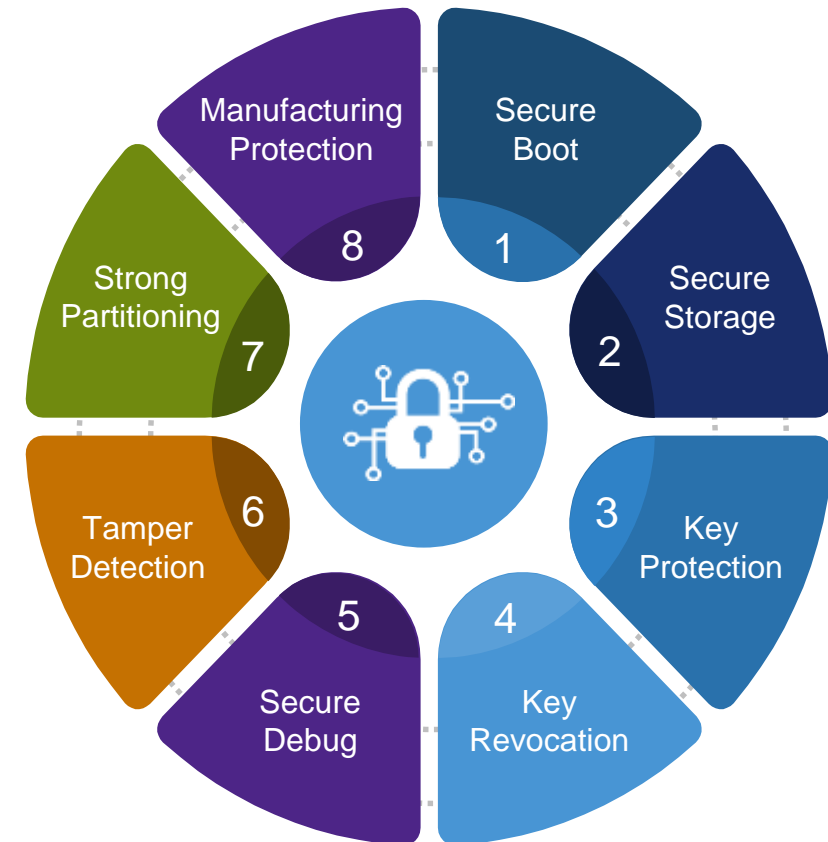 Secure
Boot
1
Secure
Storage
2
Key
Protection
3
Key
Revocation
4
Secure
Debug
5
Tamper
Detection
6
Strong
Partitioning
7
Manufacturing
Protection
8